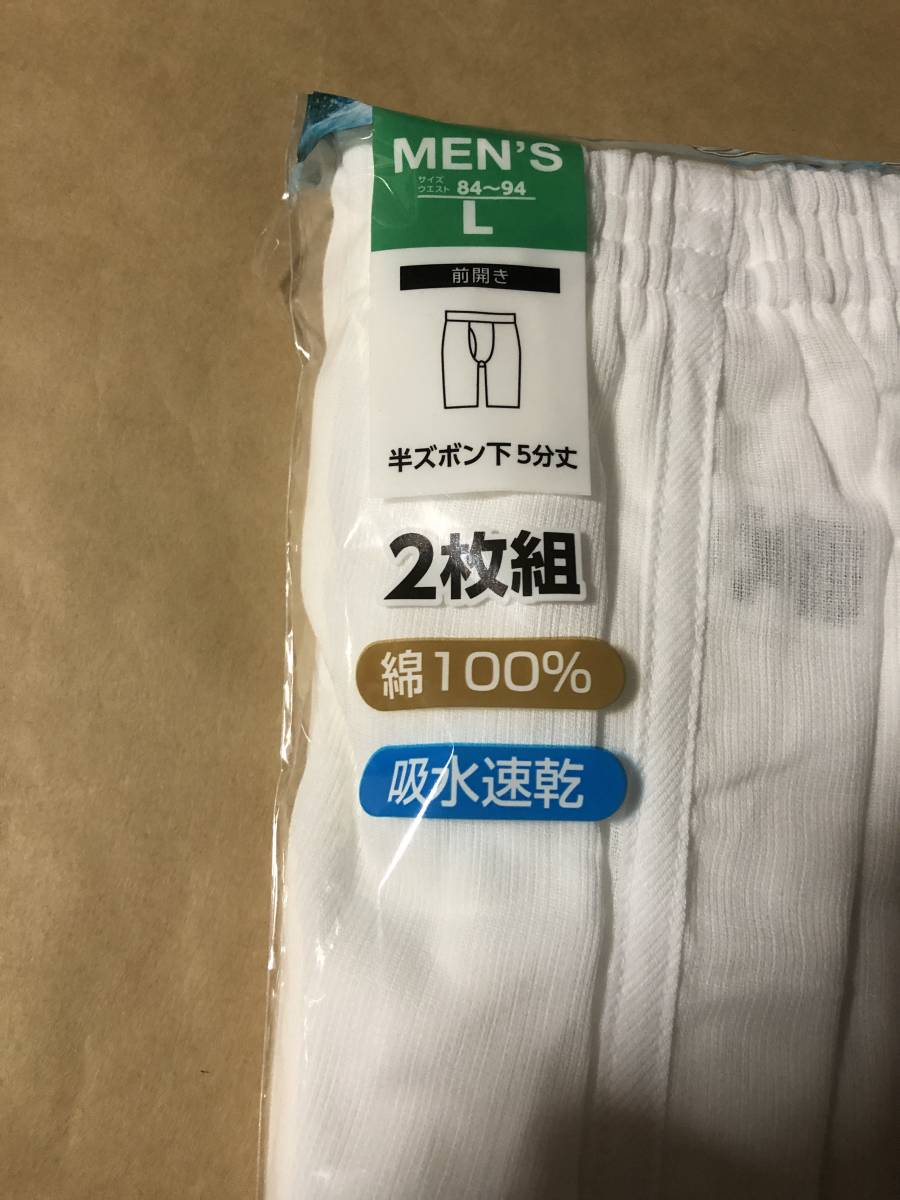 MEN'S
サイズ
ウエスト 84〜94
L
前開き
半ズボン下5分丈
2枚組
綿100%
吸水速乾